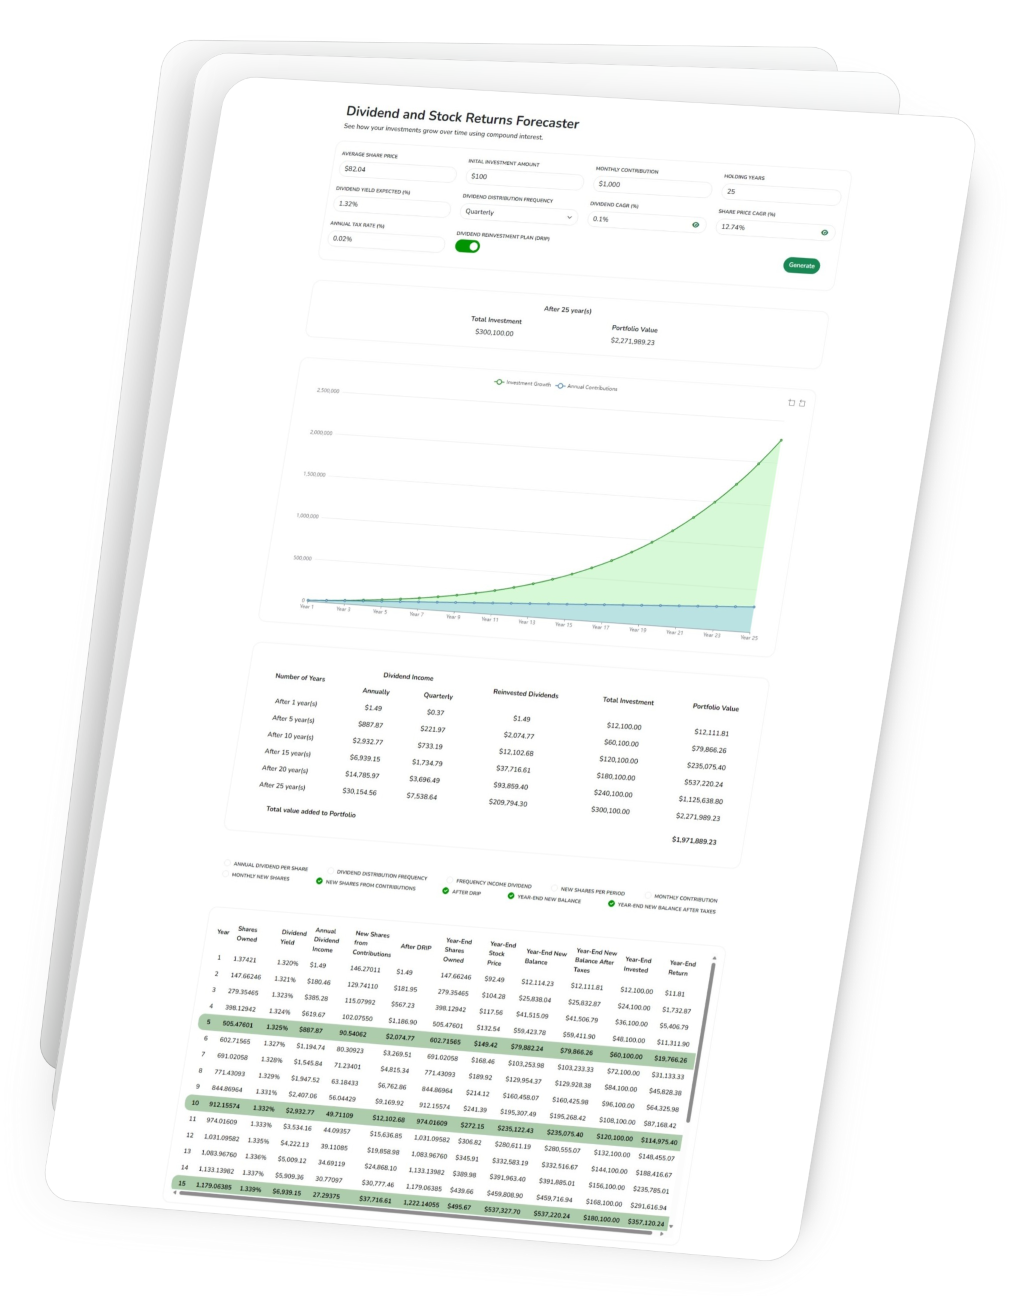 Dividend and Stock Returns Forecaster
See how your investments grow over time using compound interest.
AVERAGE SHARE PRICE INITAL INVESTMENT AMOUNT MONTHLY CONTRIBUTION HOLDING YEARS
$82.04 $100 $1,000 25
DIVIDEND YIELD EXPECTED (%) DIVIDEND DISTRIBUTION FREQUENCY DIVIDEND CAGR (%) SHARE PRICE CAGR (%)
1.32% Quarterly 0.1% 12.74%
ANNUAL TAX RATE (%) DIVIDEND REINVESTMENT PLAN (DRIP)
0.02% Generate
After 25 year(s)
Total Investment Portfolio Value
$300,100.00 $2,271,989.23
Investment Growth Annual Contributions
2,500,000
2,000,000
1,500,000
1,000,000
500,000
0
Year 1 Year 3 Year 5 Year 7 Year 9 Year 11 Year 13 Year 15 Year 17 Year 19 Year 21 Year 23 Year 25
Number of Years Dividend Income Reinvested Dividends Total Investment Portfolio Value
Annually Quarterly
After 1 year(s) $1.49 $0.37 $1.49 $12,100.00 $12,111.81
After 5 year(s) $887.87 $221.97 $2,074.77 $60,100.00 $79,866.26
After 10 year(s) $2,932.77 $733.19 $12,102.68 $120,100.00 $235,075.40
After 15 year(s) $6,939.15 $1,734.79 $37,716.61 $180,100.00 $537,220.24
After 20 year(s) $14,785.97 $3,696.49 $93,859.40 $240,100.00 $1,125,638.80
After 25 year(s) $30,154.56 $7,538.64 $209,794.30 $300,100.00 $2,271,989.23
Total value added to Portfolio $1,971,889.23
ANNUAL DIVIDEND PER SHARE DIVIDEND DISTRIBUTION FREQUENCY FREQUENCY INCOME DIVIDEND NEW SHARES PER PERIOD MONTHLY CONTRIBUTION
MONTHLY NEW SHARES NEW SHARES FROM CONTRIBUTIONS AFTER DRIP YEAR-END NEW BALANCE YEAR-END NEW BALANCE AFTER TAXES
Year Shares Owned Dividend Yield Annual Dividend Income New Shares from Contributions After DRIP Year-End Shares Owned Year-End Stock Price Year-End New Balance Year-End New Balance After Taxes Year-End Invested Year-End Return
1 1.37421 1.320% $1.49 146.27011 $1.49 147.66246 $92.49 $12,114.23 $12,111.81 $12,100.00 $11.81
2 147.66246 1.321% $180.46 129.74110 $181.95 279.35465 $104.28 $25,838.04 $25,832.87 $24,100.00 $1,732.87
3 279.35465 1.323% $385.28 115.07992 $567.23 398.12942 $117.56 $41,515.09 $41,506.79 $36,100.00 $5,406.79
4 398.12942 1.324% $619.67 102.07550 $1,186.90 505.47601 $132.54 $59,423.78 $59,411.90 $48,100.00 $11,311.90
5 505.47601 1.325% $887.87 90.54062 $2,074.77 602.71565 $149.42 $79,882.24 $79,866.26 $60,100.00 $19,766.26
6 602.71565 1.327% $1,194.74 80.30923 $3,269.51 691.02058 $168.46 $103,253.98 $103,233.33 $72,100.00 $31,133.33
7 691.02058 1.328% $1,545.84 71.23401 $4,815.34 771.43093 $189.92 $129,954.37 $129,928.38 $84,100.00 $45,828.38
8 771.43093 1.329% $1,947.52 63.18433 $6,762.86 844.86964 $214.12 $160,458.07 $160,425.98 $96,100.00 $64,325.98
9 844.86964 1.331% $2,407.06 56.04429 $9,169.92 912.15574 $241.39 $195,307.49 $195,268.42 $108,100.00 $87,168.42
10 912.15574 1.332% $2,932.77 49.71109 $12,102.68 974.01609 $272.15 $235,122.43 $235,075.40 $120,100.00 $114,975.40
11 974.01609 1.333% $3,534.16 44.09357 $15,636.85 1,031.09582 $306.82 $280,611.19 $280,555.07 $132,100.00 $148,455.07
12 1,031.09582 1.335% $4,222.13 39.11085 $19,858.98 1,083.96760 $345.91 $332,583.19 $332,516.67 $144,100.00 $188,416.67
13 1,083.96760 1.336% $5,009.12 34.69119 $24,868.10 1,133.13982 $389.98 $391,963.40 $391,885.01 $156,100.00 $235,785.01
14 1,133.13982 1.337% $5,909.36 30.77097 $30,777.46 1,179.06385 $439.66 $459,808.90 $459,716.94 $168,100.00 $291,616.94
15 1,179.06385 1.339% $6,939.15 27.29375 $37,716.61 1,222.14055 $495.67 $537,327.70 $537,220.24 $180,100.00 $357,120.24